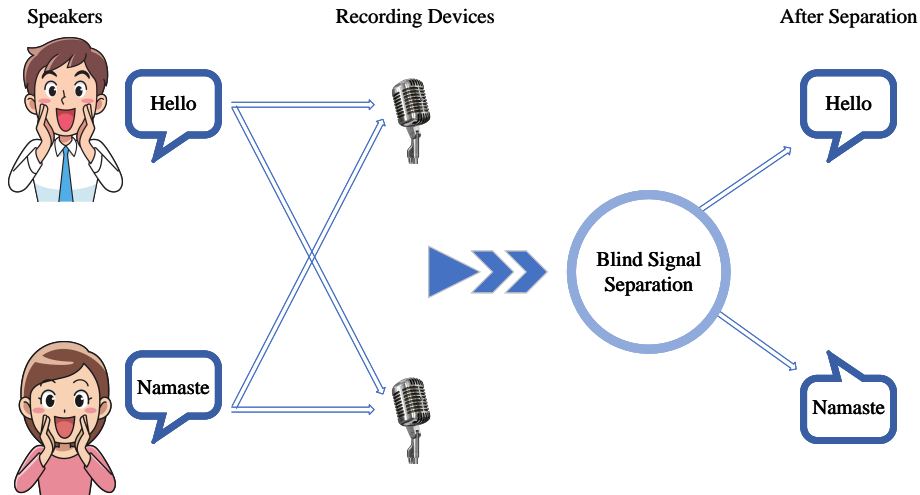 Speakers
Recording Devices
After Separation
Hello
Hello
Blind Signal
Separation
Namaste
Namaste